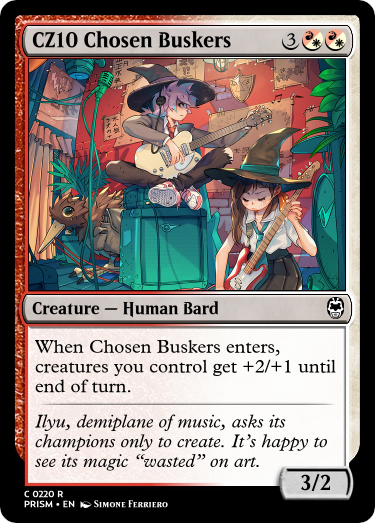 CZ10 Chosen Buskers 3
Creature — Human Bard
When Chosen Buskers enters,
creatures you control get +2/+1 until
end of turn.
Ilyu, demiplane of music, asks its
champions only to create. It's happy to
see its magic “wasted” on art.
3/2
C 0220 R
PRISM • EN Simone Ferriero